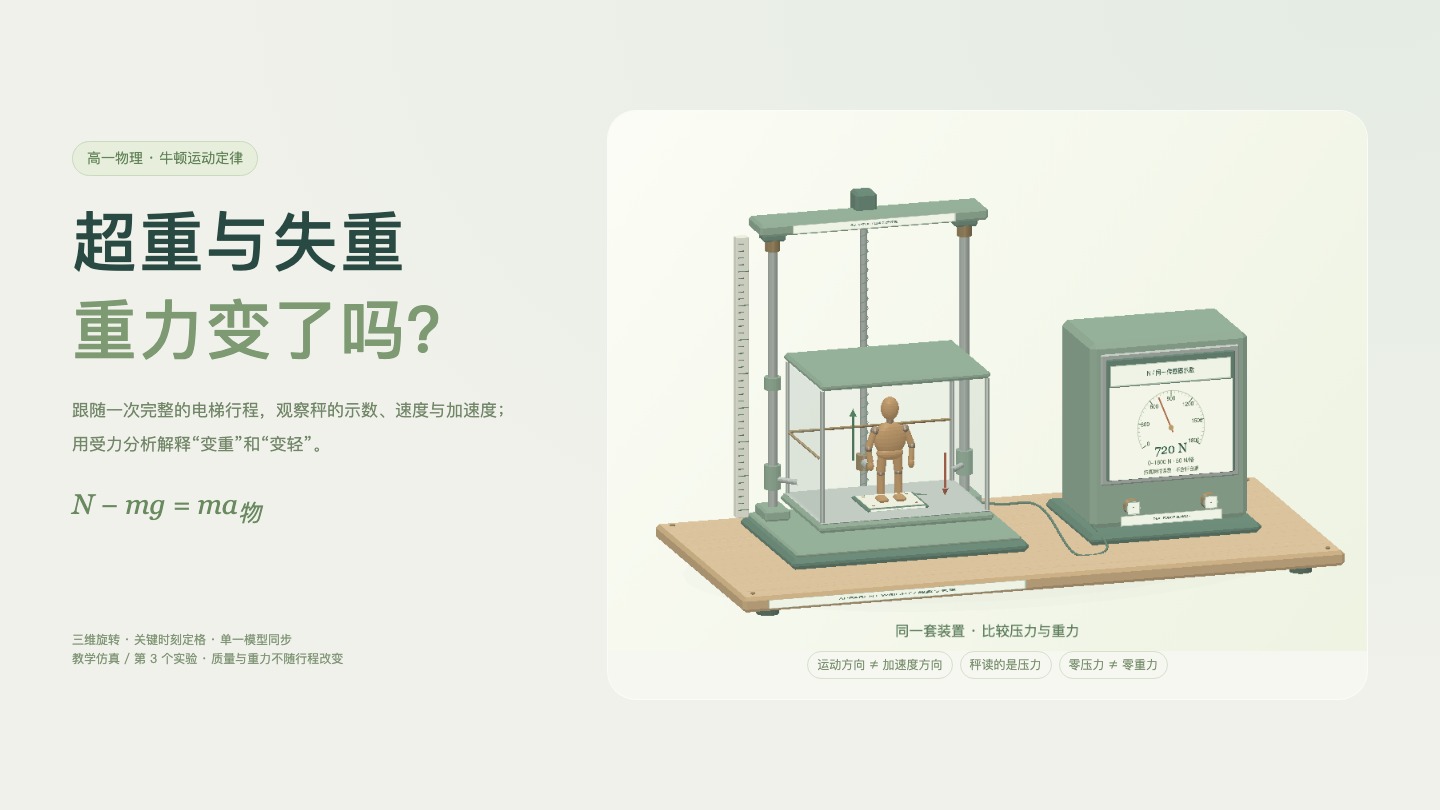 高一物理 · 牛顿运动定律
超重与失重
重力变了吗?
跟随一次完整的电梯行程，观察秤的示数、速度与加速度；
用受力分析解释“变重”和“变轻”。
N − mg = ma物
三维旋转 · 关键时刻定格 · 单一模型同步
教学仿真 / 第 3 个实验 · 质量与重力不随行程改变
720 N
同一套装置 · 比较压力与重力
运动方向 ≠ 加速度方向
秤读的是压力
零压力 ≠ 零重力